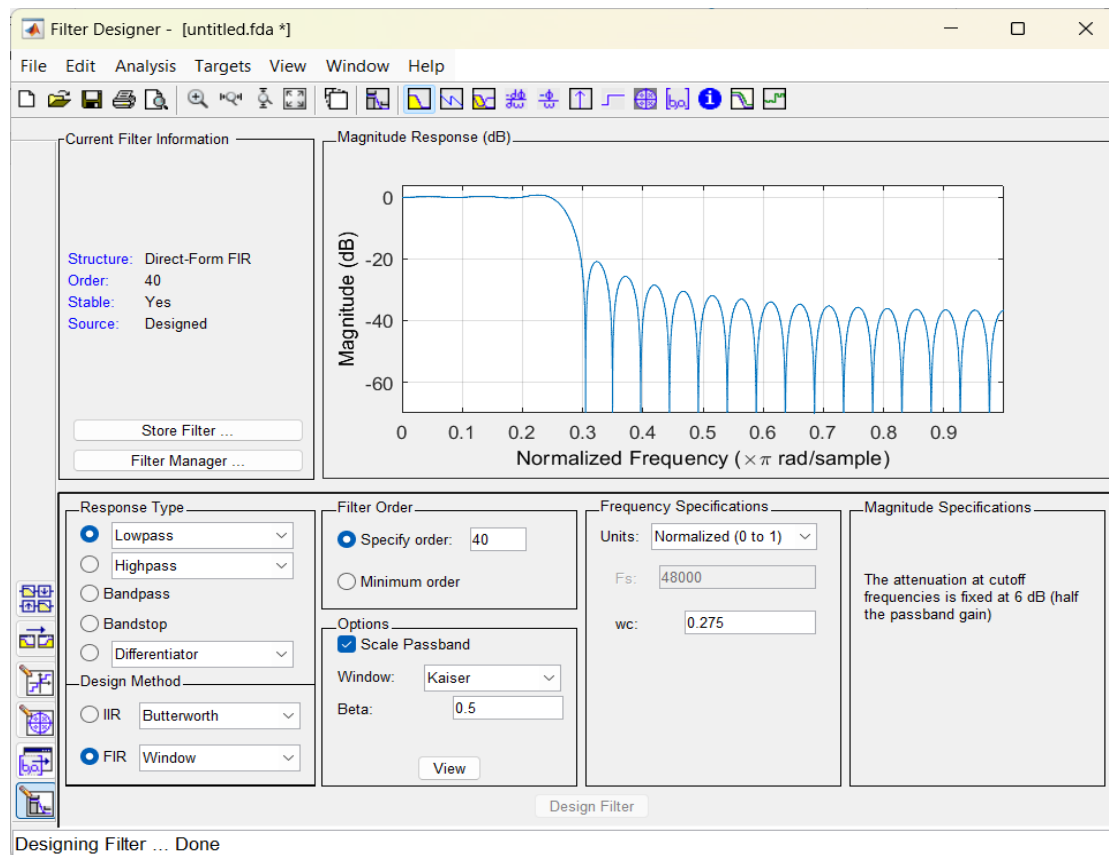 Filter Designer - [untitled.fda *]
File Edit Analysis Targets View Window Help
Current Filter Information
Structure: Direct-Form FIR
Order: 40
Stable: Yes
Source: Designed
Store Filter ...
Filter Manager ...
Magnitude Response (dB)
Magnitude (dB)
0
-20
-40
-60
0 0.1 0.2 0.3 0.4 0.5 0.6 0.7 0.8 0.9
Normalized Frequency (×π rad/sample)
Response Type
Lowpass
Highpass
Bandpass
Bandstop
Differentiator
Design Method
IIR Butterworth
FIR Window
Filter Order
Specify order: 40
Minimum order
Options
Scale Passband
Window: Kaiser
Beta: 0.5
View
Frequency Specifications
Units: Normalized (0 to 1)
Fs: 48000
wc: 0.275
Magnitude Specifications
The attenuation at cutoff
frequencies is fixed at 6 dB (half
the passband gain)
Design Filter
Designing Filter ... Done